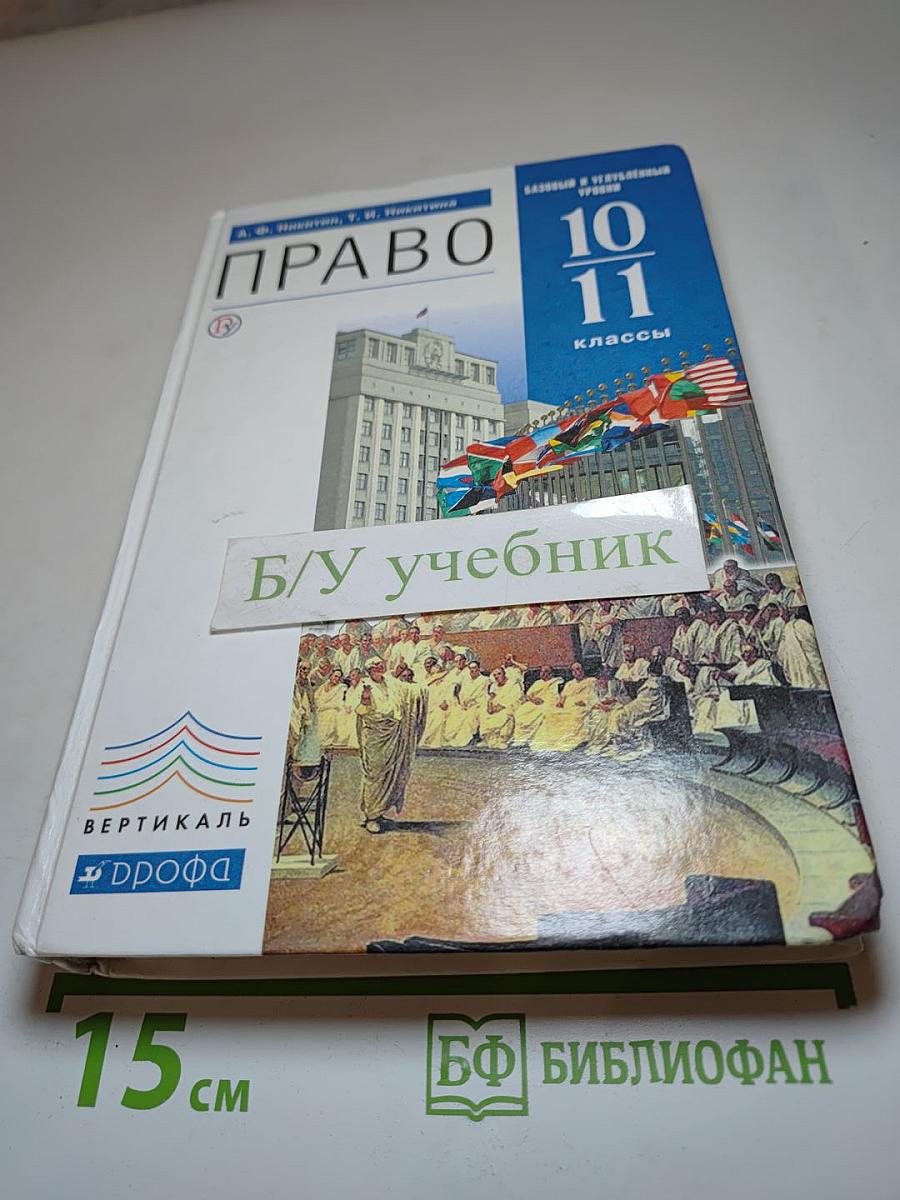 А. Ф. Никитин, Т. И. Никитина
ПРАВО
БАЗОВЫЙ И УГЛУБЛЁННЫЙ
УРОВНИ
10
11
классы
Б/У учебник
ВЕРТИКАЛЬ
дрофа
15 см
БФ БИБЛИОФАН